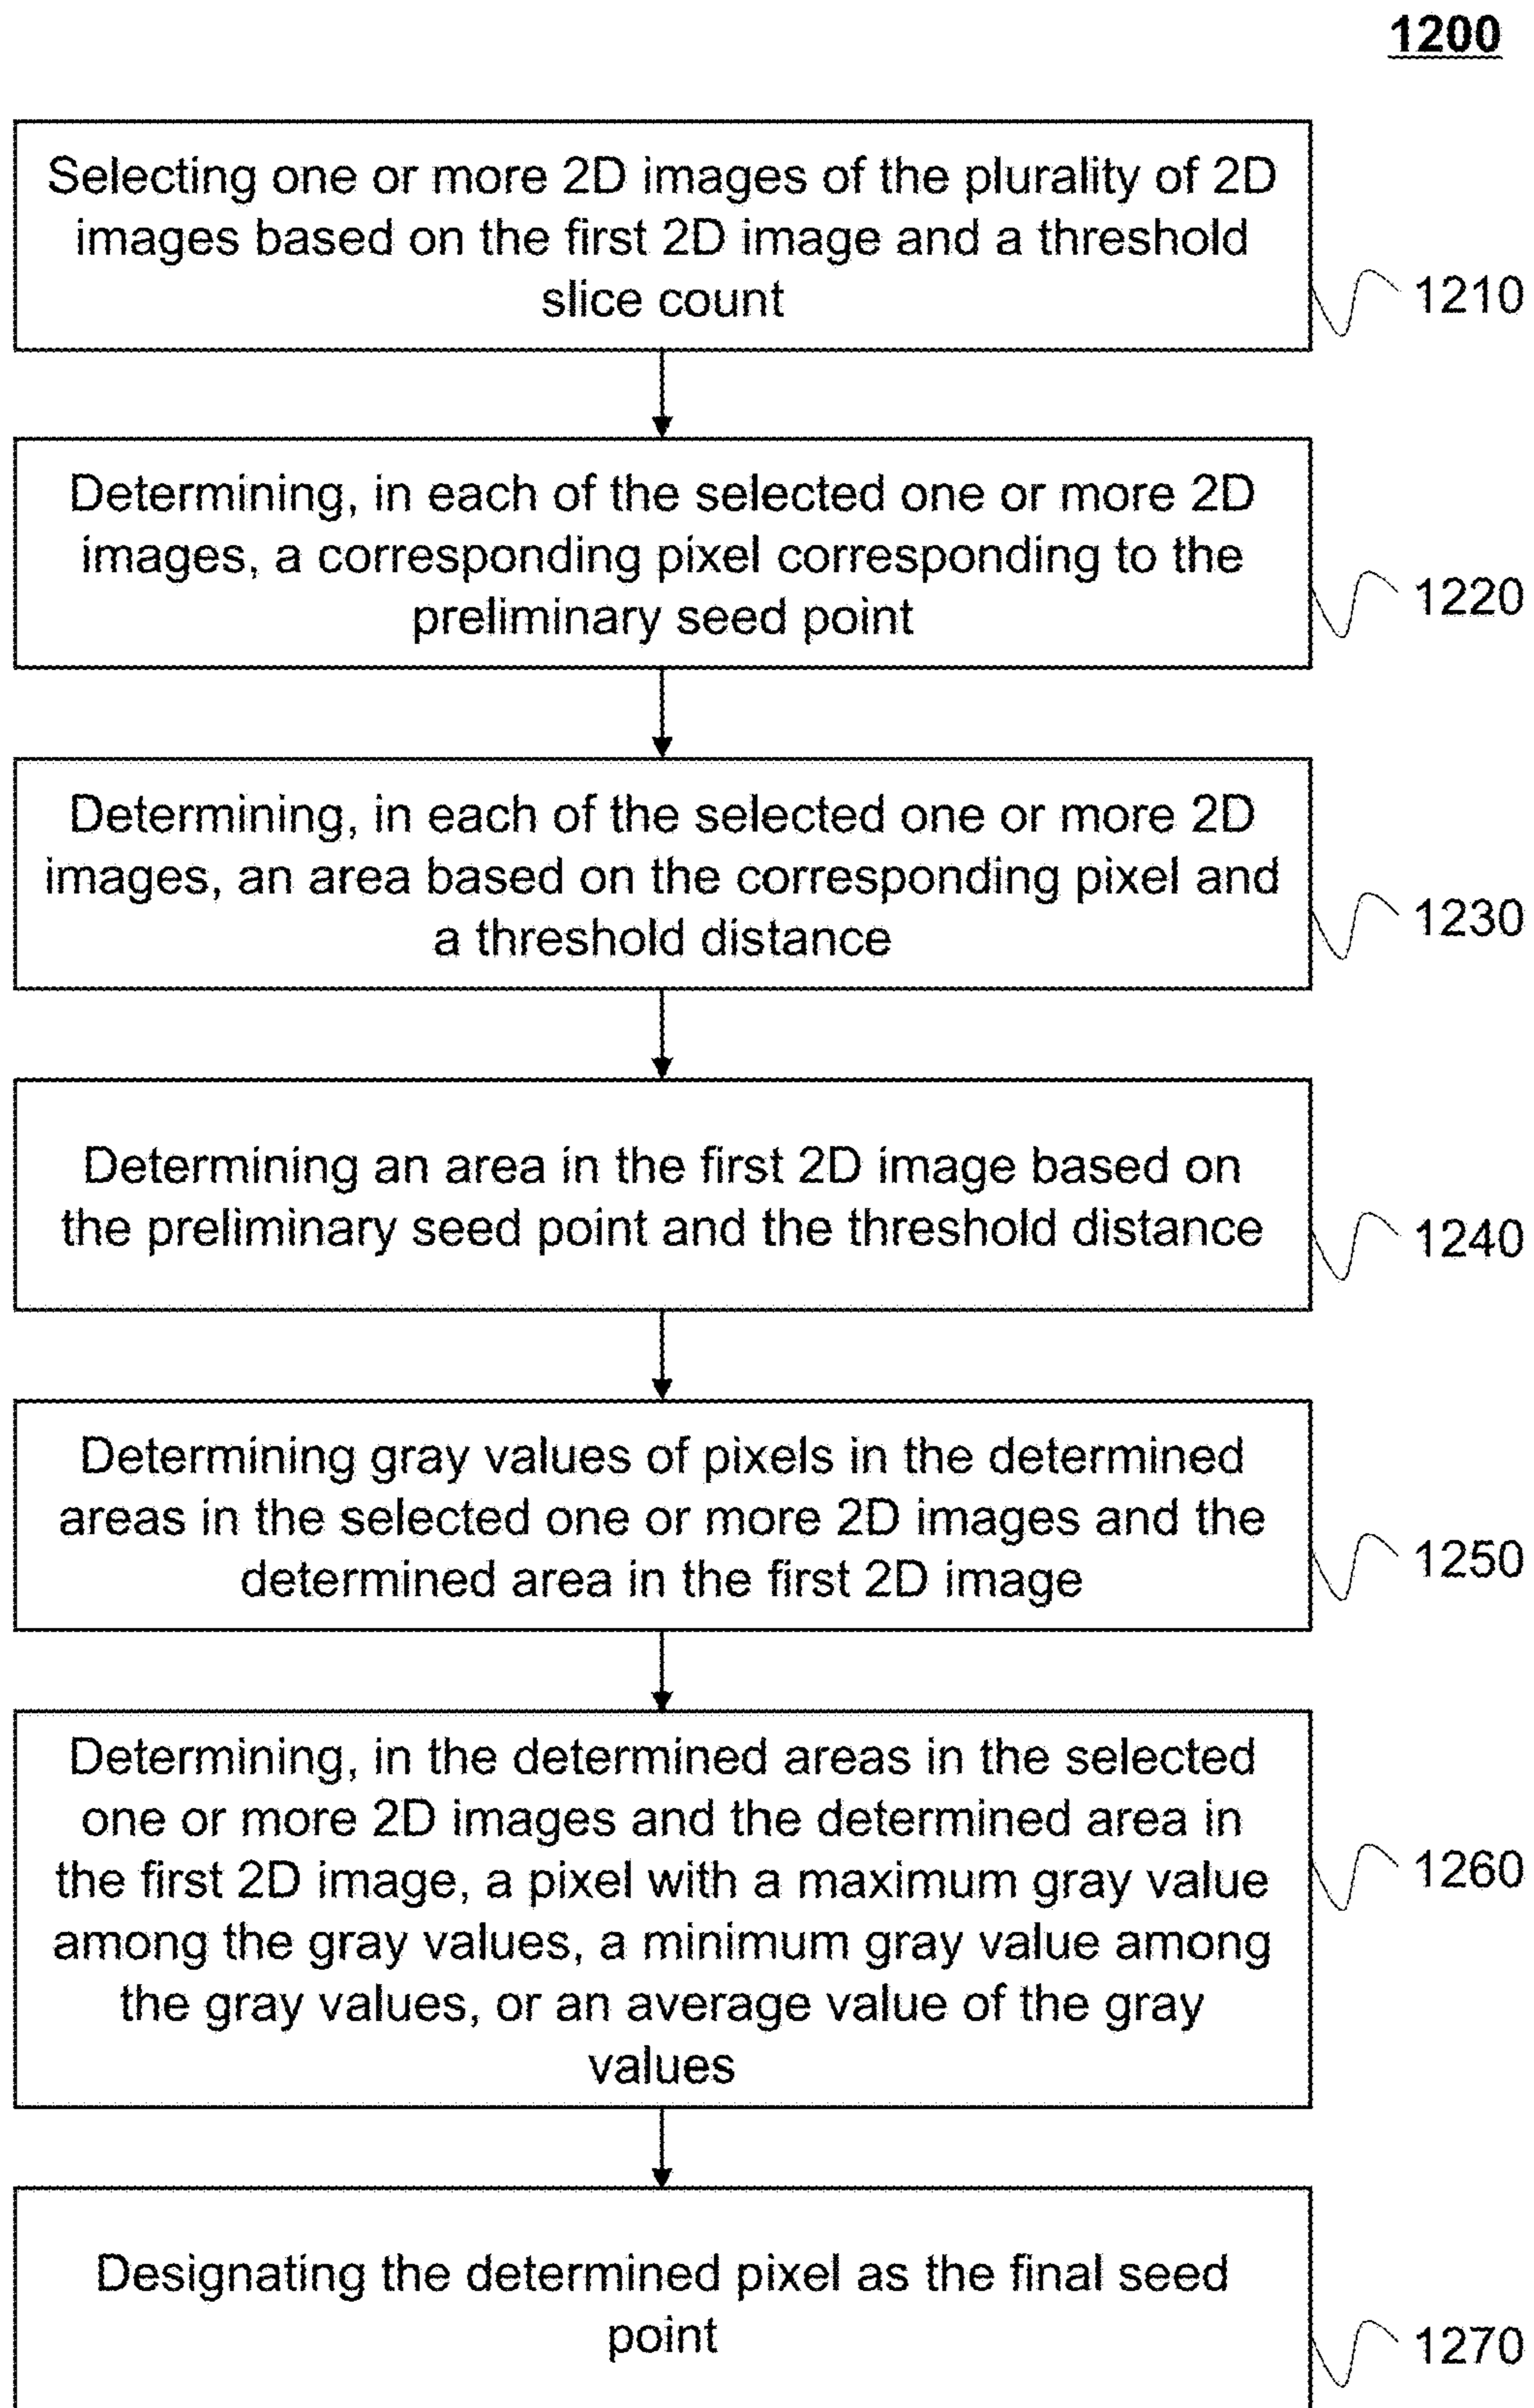 1200
Selecting one or more 2D images of the plurality of 2D
images based on the first 2D image and a threshold
slice count
1210
Determining, in each of the selected one or more 2D
images, a corresponding pixel corresponding to the
preliminary seed point
1220
Determining, in each of the selected one or more 2D
images, an area based on the corresponding pixel and
a threshold distance
1230
Determining an area in the first 2D image based on
the preliminary seed point and the threshold distance
1240
Determining gray values of pixels in the determined
areas in the selected one or more 2D images and the
determined area in the first 2D image
1250
Determining, in the determined areas in the selected
one or more 2D images and the determined area in
the first 2D image, a pixel with a maximum gray value
among the gray values, a minimum gray value among
the gray values, or an average value of the gray
values
1260
Designating the determined pixel as the final seed
point
1270